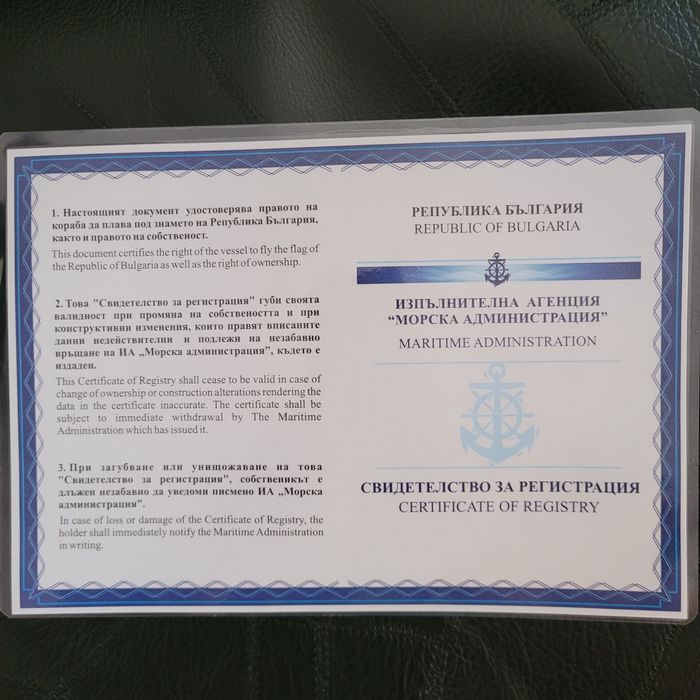 1. Настоящият документ удостоверява правото на
кораба да плава под знамето на Република България,
както и правото на собственост.
This document certifies the right of the vessel to fly the flag of
the Republic of Bulgaria as well as the right of ownership.
2. Това "Свидетелство за регистрация" губи своята
валидност при промяна на собствеността и при
конструктивни изменения, които правят вписаните
данни недействителни и подлежи на незабавно
връщане на ИА „Морска администрация", където е
издаден.
This Certificate of Registry shall cease to be valid in case of
change of ownership or construction alterations rendering the
data in the certificate inaccurate. The certificate shall be
subject to immediate withdrawal by The Maritime
Administration which has issued it.
3. При загубване или унищожаване на това
"Свидетелство за регистрация", собственикът е
длъжен незабавно да уведоми писмено ИА „Морска
администрация".
In case of loss or damage of the Certificate of Registry, the
holder shall immediately notify the Maritime Administration
in writing.
РЕПУБЛИКА БЪЛГАРИЯ
REPUBLIC OF BULGARIA
ИЗПЪЛНИТЕЛНА АГЕНЦИЯ
“МОРСКА АДМИНИСТРАЦИЯ”
MARITIME ADMINISTRATION
СВИДЕТЕЛСТВО ЗА РЕГИСТРАЦИЯ
CERTIFICATE OF REGISTRY